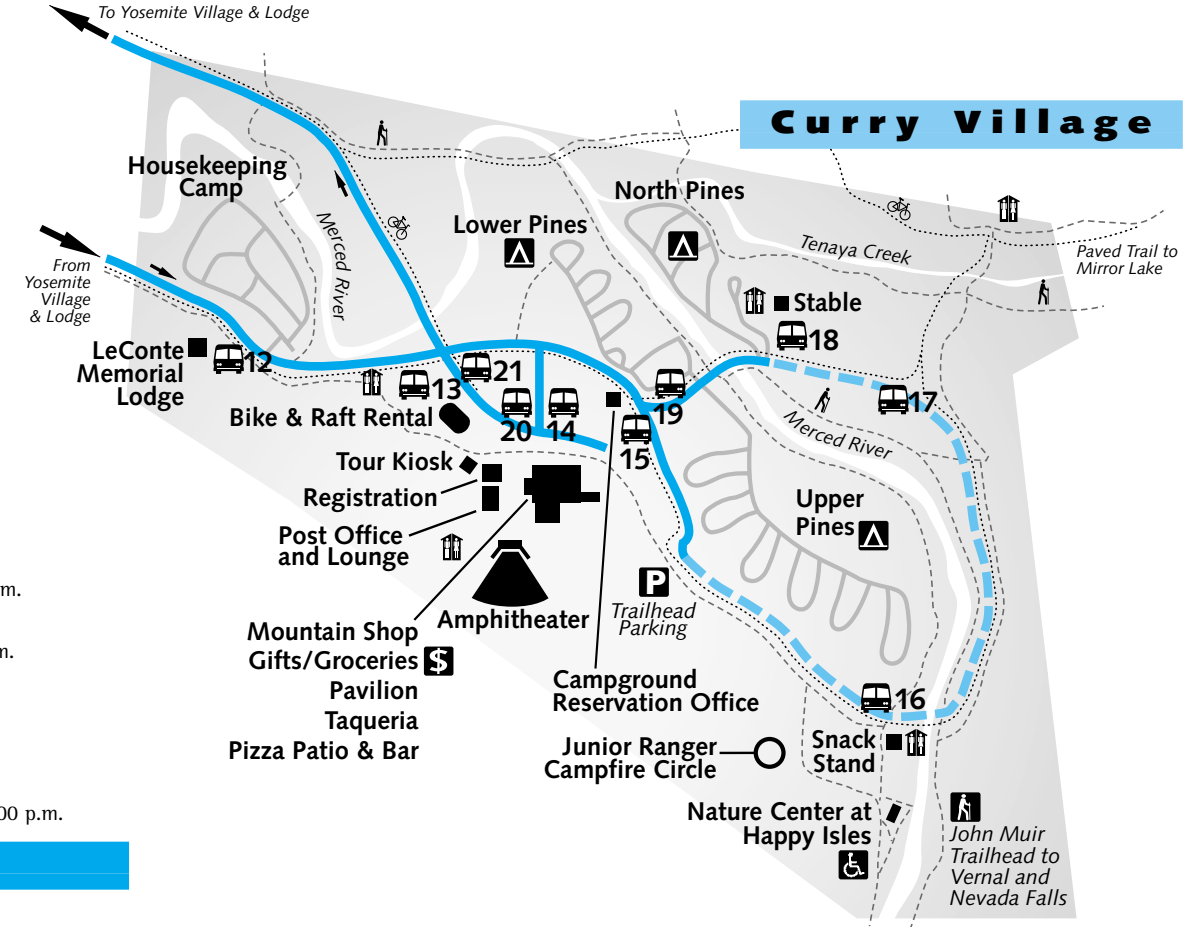 To Yosemite Village & Lodge
Curry Village
Housekeeping
Camp
North Pines
Merced River
Lower Pines
Tenaya Creek
Paved Trail to
Mirror Lake
From
Yosemite
Village
& Lodge
Stable
18
LeConte
Memorial
Lodge
12
21
13
19
17
Bike & Raft Rental
20
14
15
Merced River
Tour Kiosk
Registration
Upper
Pines
Post Office
and Lounge
P
m.
Trailhead
Parking
Amphitheater
Mountain Shop
Gifts/Groceries $
m.
Pavilion
Taqueria
Pizza Patio & Bar
Campground
Reservation Office
16
Junior Ranger
Campfire Circle
Snack
Stand
Nature Center at
Happy Isles
00 p.m.
John Muir
Trailhead to
Vernal and
Nevada Falls